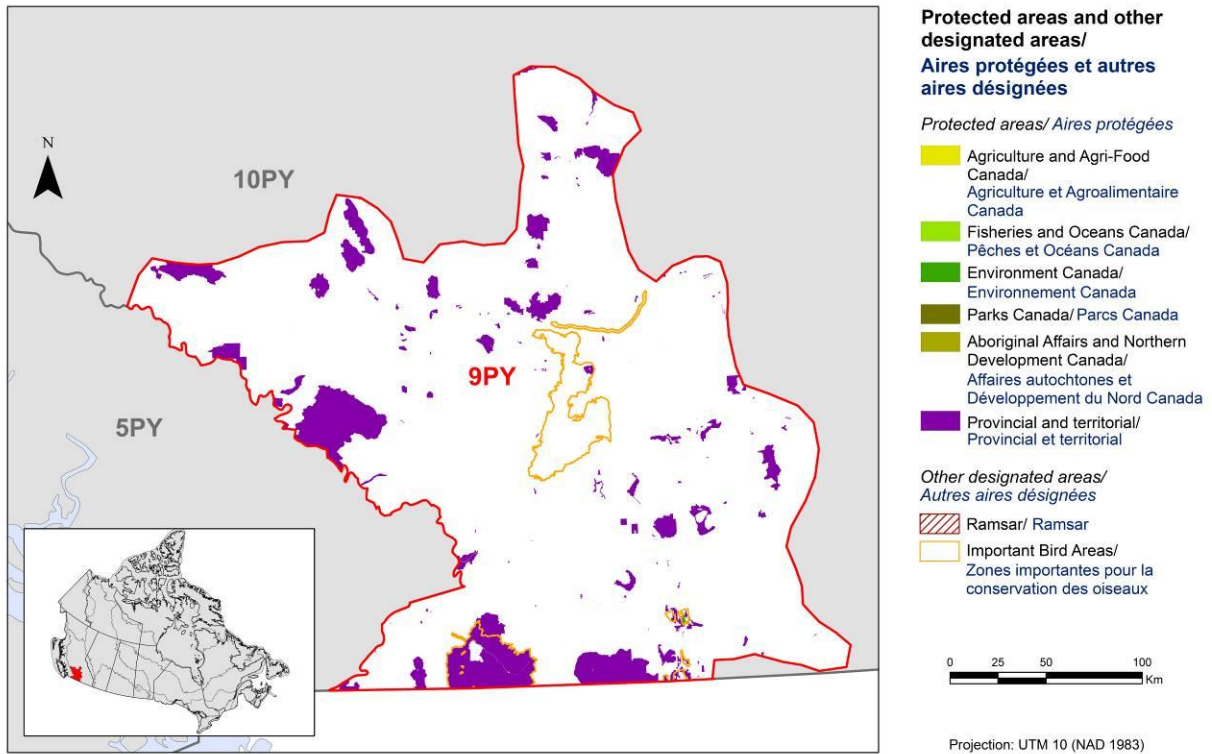 N
10PY
9PY
5PY
Protected areas and other
designated areas/
Aires protégées et autres
aires désignées
Protected areas/ Aires protégées
Agriculture and Agri-Food
Canada/
Agriculture et Agroalimentaire
Canada
Fisheries and Oceans Canada/
Pêches et Océans Canada
Environment Canada/
Environnement Canada
Parks Canada/ Parcs Canada
Aboriginal Affairs and Northern
Development Canada/
Affaires autochtones et
Développement du Nord Canada
Provincial and territorial/
Provincial et territorial
Other designated areas/
Autres aires désignées
Ramsar/ Ramsar
Important Bird Areas/
Zones importantes pour la
conservation des oiseaux
0 25 50 100
Km
Projection: UTM 10 (NAD 1983)